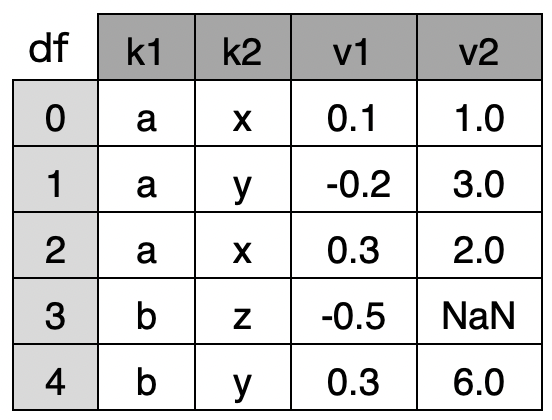 df k1 k2 v1 v2
0 a x 0.1 1.0
1 a y -0.2 3.0
2 a x 0.3 2.0
3 b z -0.5 NaN
4 b y 0.3 6.0